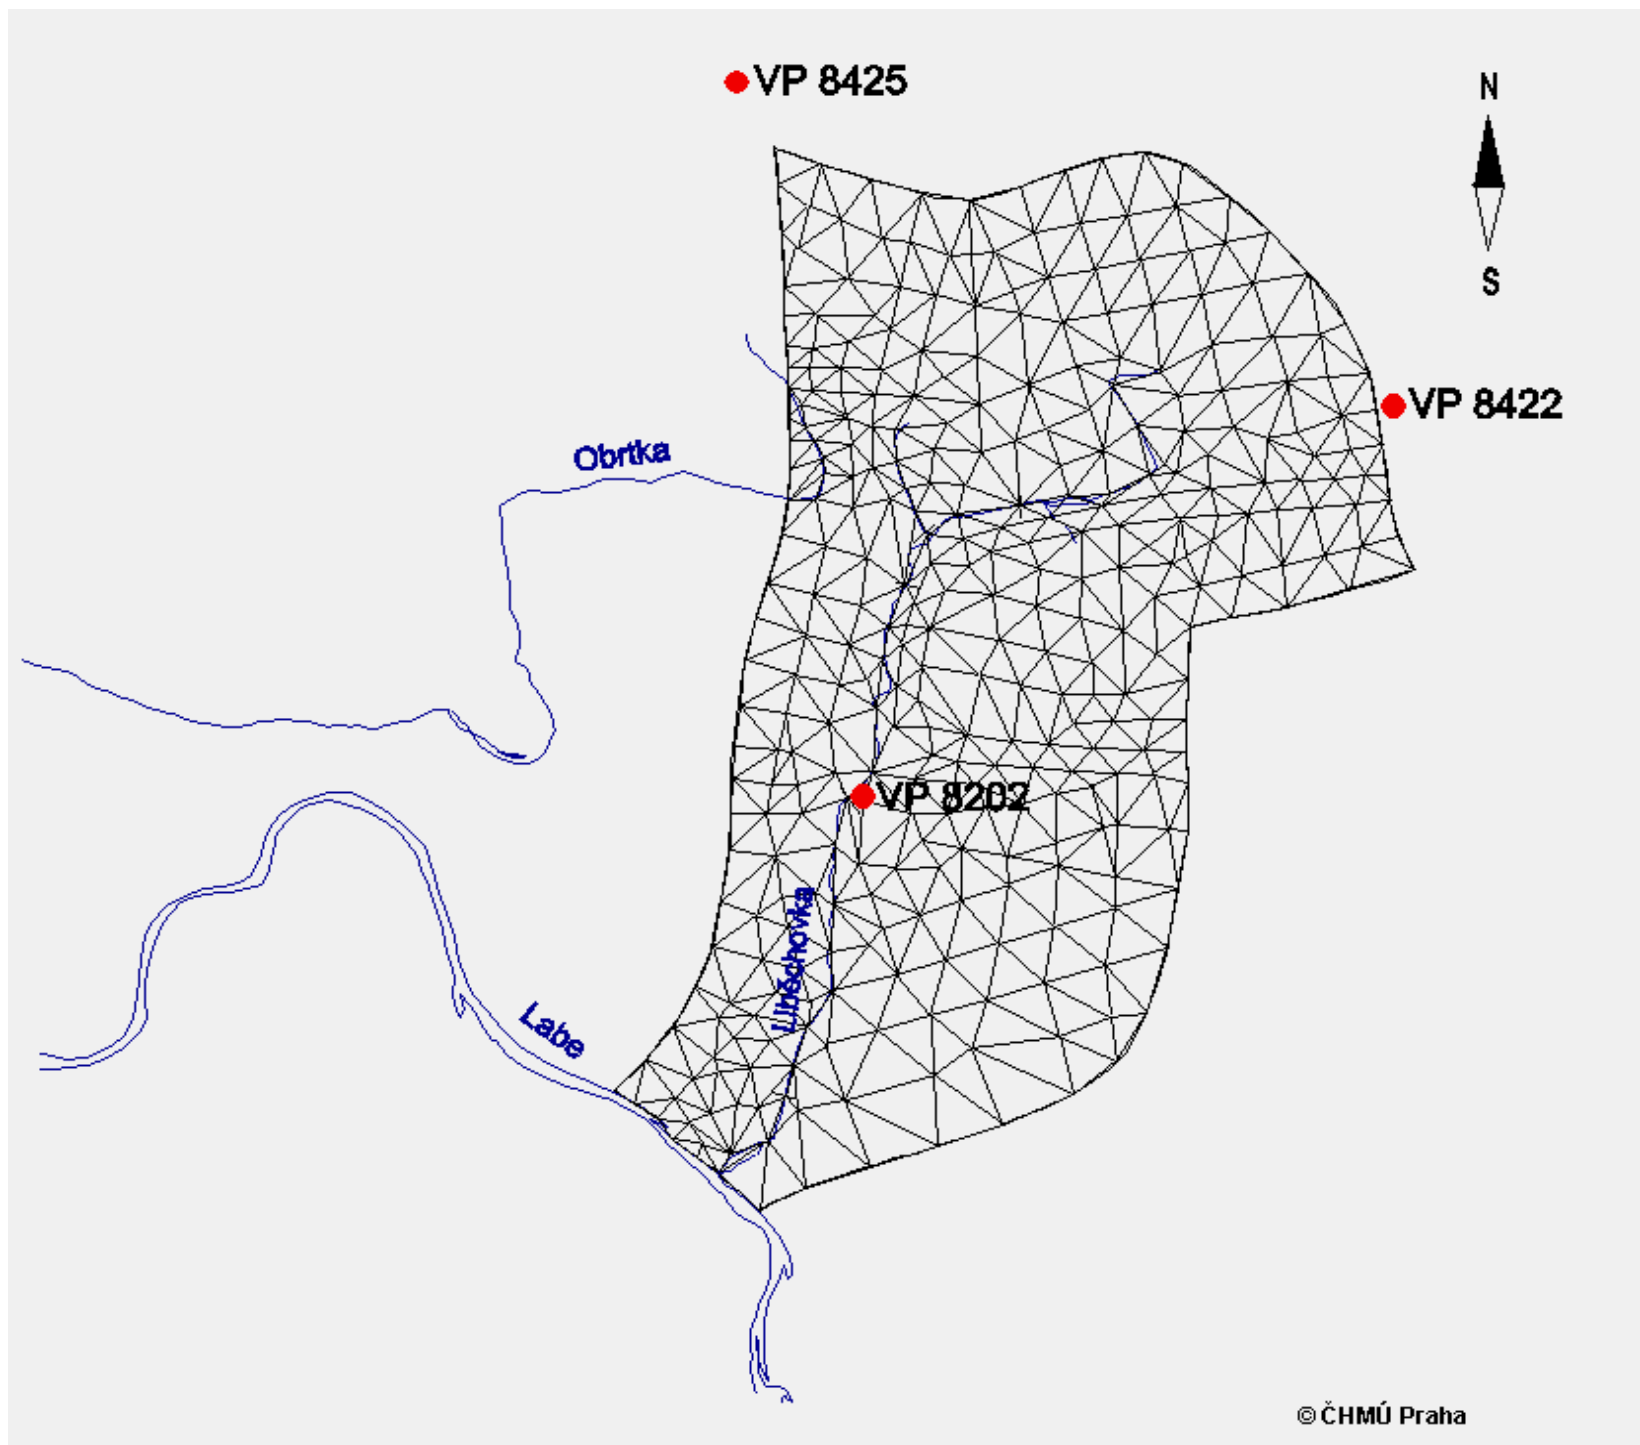 VP 8425
N
S
VP 8422
Obrtka
VP 8202
Liběchovka
Labe
© ČHMÚ Praha